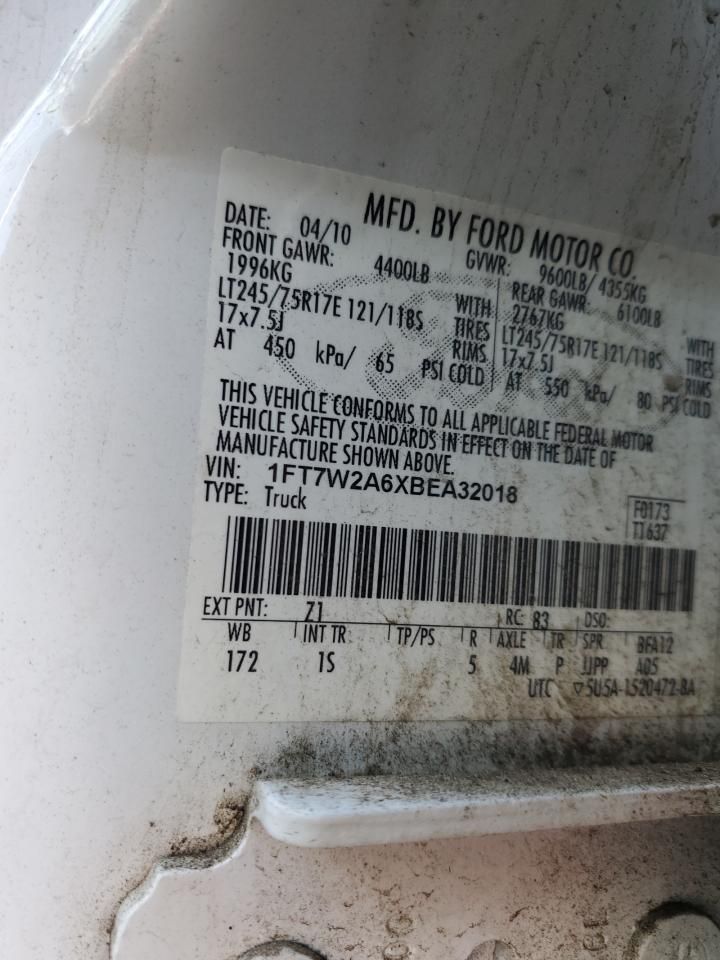 MFD. BY FORD MOTOR CO.
DATE: 04/10 GVWR: 9600LB/ 4355KG
FRONT GAWR: 4400LB REAR GAWR: 6100LB
1996KG WITH 2767KG WITH
LT245/75R17E 121/118S TIRES LT245/75R17E 121/118S TIRES
17x7.5J RIMS 17x7.5J RIMS
AT 450 kPa/ 65 PSI COLD AT 550 kPa/ 80 PSI COLD
THIS VEHICLE CONFORMS TO ALL APPLICABLE FEDERAL MOTOR
VEHICLE SAFETY STANDARDS IN EFFECT ON THE DATE OF
MANUFACTURE SHOWN ABOVE.
VIN: 1FT7W2A6XBEA32018
TYPE: Truck
F0173
T1637
EXT PNT: Z1 RC: 83 DSO:
WB INT TR TP/PS R AXLE TR SPR BFA12
172 1S 5 4M P JJPP A05
UTC ▽5U5A-1520472-BA